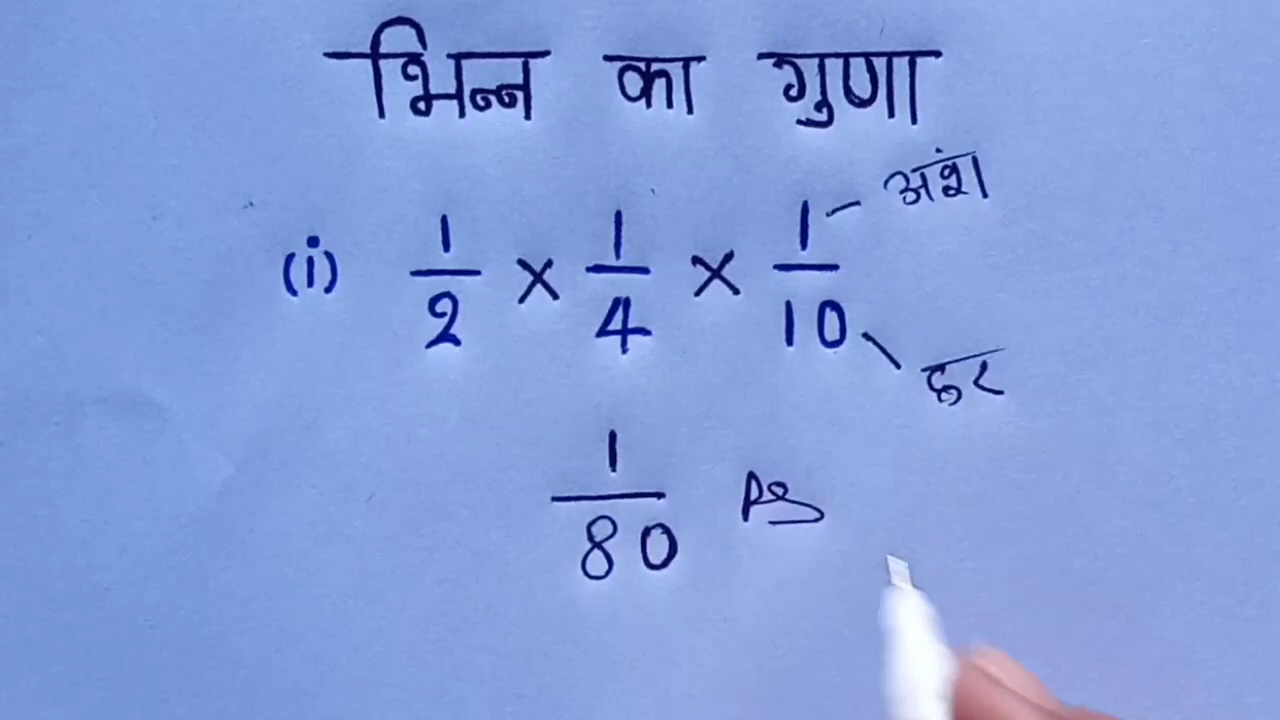 भिन्न का गुणा
(i) 1/2 × 1/4 × 1/10
अंश
हर
1/80